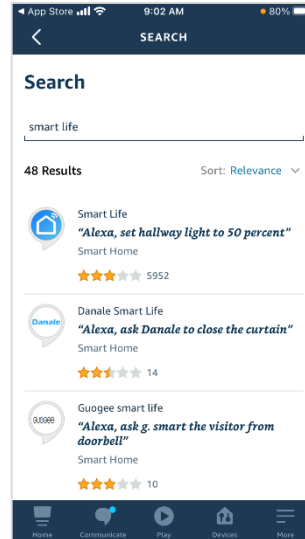 App Store 9:02 AM 80%
SEARCH
Search
smart life
48 Results Sort: Relevance
Smart Life
“Alexa, set hallway light to 50 percent”
Smart Home
5952
Danale
Danale Smart Life
“Alexa, ask Danale to close the curtain”
Smart Home
14
GUOGEE
Guogee smart life
“Alexa, ask g. smart the visitor from
doorbell”
Smart Home
10
Home Communicate Play Devices More